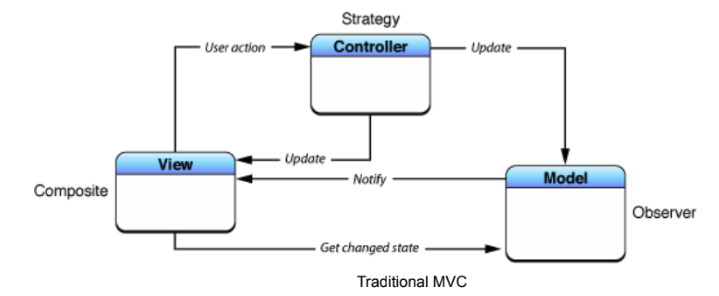 Strategy
Controller
User action
Update
Update
View
Notify
Model
Composite
Observer
Get changed state
Traditional MVC